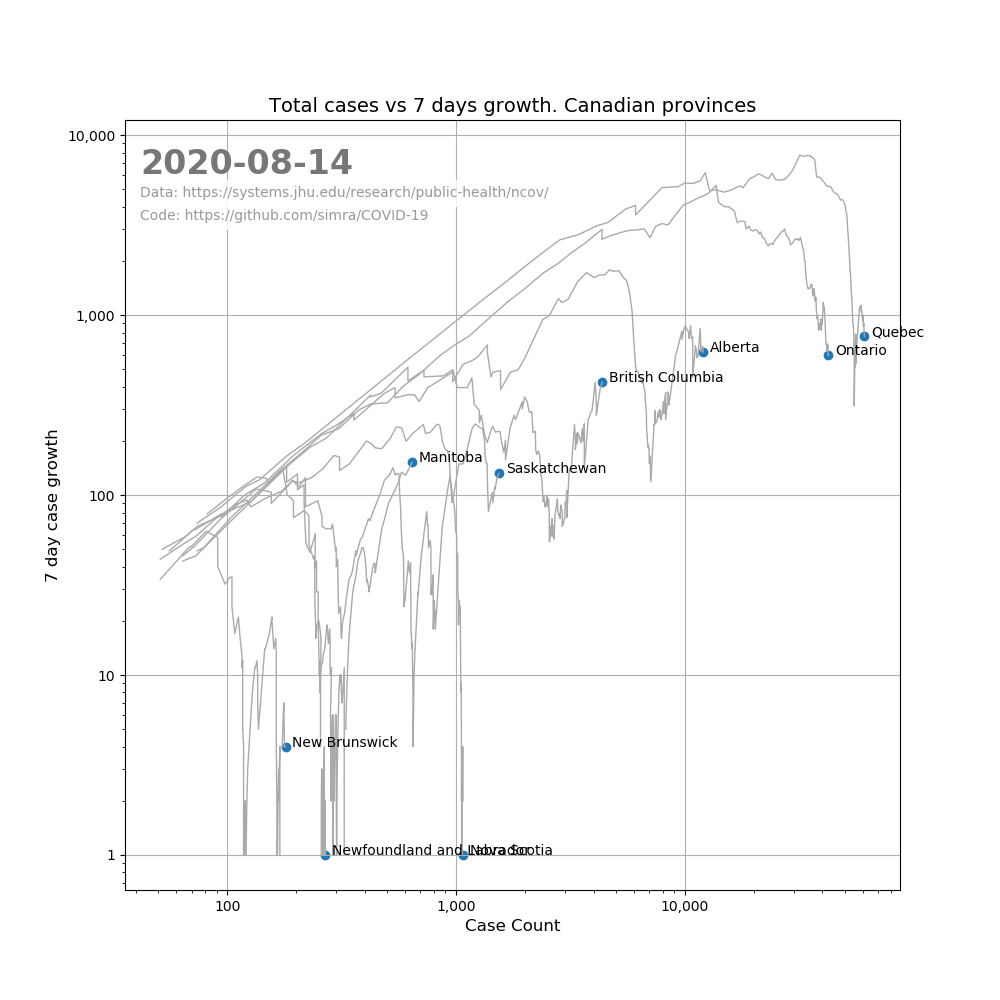 Total cases vs 7 days growth. Canadian provinces
10,000
2020-08-14
Data: https://systems.jhu.edu/research/public-health/ncov/
Code: https://github.com/simra/COVID-19
1,000
Quebec
Alberta
Ontario
British Columbia
Manitoba
Saskatchewan
100
7 day case growth
10
New Brunswick
1
Newfoundland and Labrador
Nova Scotia
100
1,000
10,000
Case Count